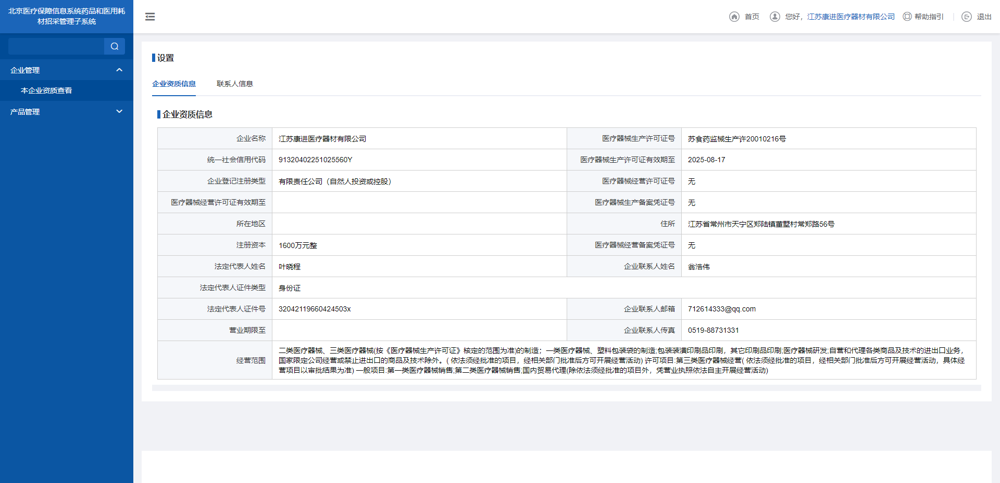 北京医疗保障信息系统药品和医用耗
材招采管理子系统
首页
您好，江苏康进医疗器材有限公司
帮助指引
退出
企业管理
本企业资质查看
产品管理
设置
企业资质信息
联系人信息
企业资质信息
企业名称 江苏康进医疗器材有限公司 医疗器械生产许可证号 苏食药监械生产许20010216号
统一社会信用代码 91320402251025560Y 医疗器械生产许可证有效期至 2025-08-17
企业登记注册类型 有限责任公司（自然人投资或控股） 医疗器械经营许可证号 无
医疗器械经营许可证有效期至 医疗器械生产备案凭证号 无
所在地区 住所 江苏省常州市天宁区郑陆镇董墅村常郑路56号
注册资本 1600万元整 医疗器械经营备案凭证号 无
法定代表人姓名 叶晓程 企业联系人姓名 翁浩伟
法定代表人证件类型 身份证
法定代表人证件号 32042119660424503x 企业联系人邮箱 712614333@qq.com
营业期限至 企业联系人传真 0519-88731331
经营范围
二类医疗器械、三类医疗器械(按《医疗器械生产许可证》核定的范围为准)的制造；一类医疗器械、塑料包装袋的制造;包装装潢印刷品印刷，其它印刷品印刷;医疗器械研发;自营和代理各类商品及技术的进出口业务，
国家限定公司经营或禁止进出口的商品及技术除外。( 依法须经批准的项目，经相关部门批准后方可开展经营活动) 许可项目:第三类医疗器械经营( 依法须经批准的项目，经相关部门批准后方可开展经营活动，具体经
营项目以审批结果为准) 一般项目:第一类医疗器械销售;第二类医疗器械销售;国内贸易代理(除依法须经批准的项目外，凭营业执照依法自主开展经营活动)